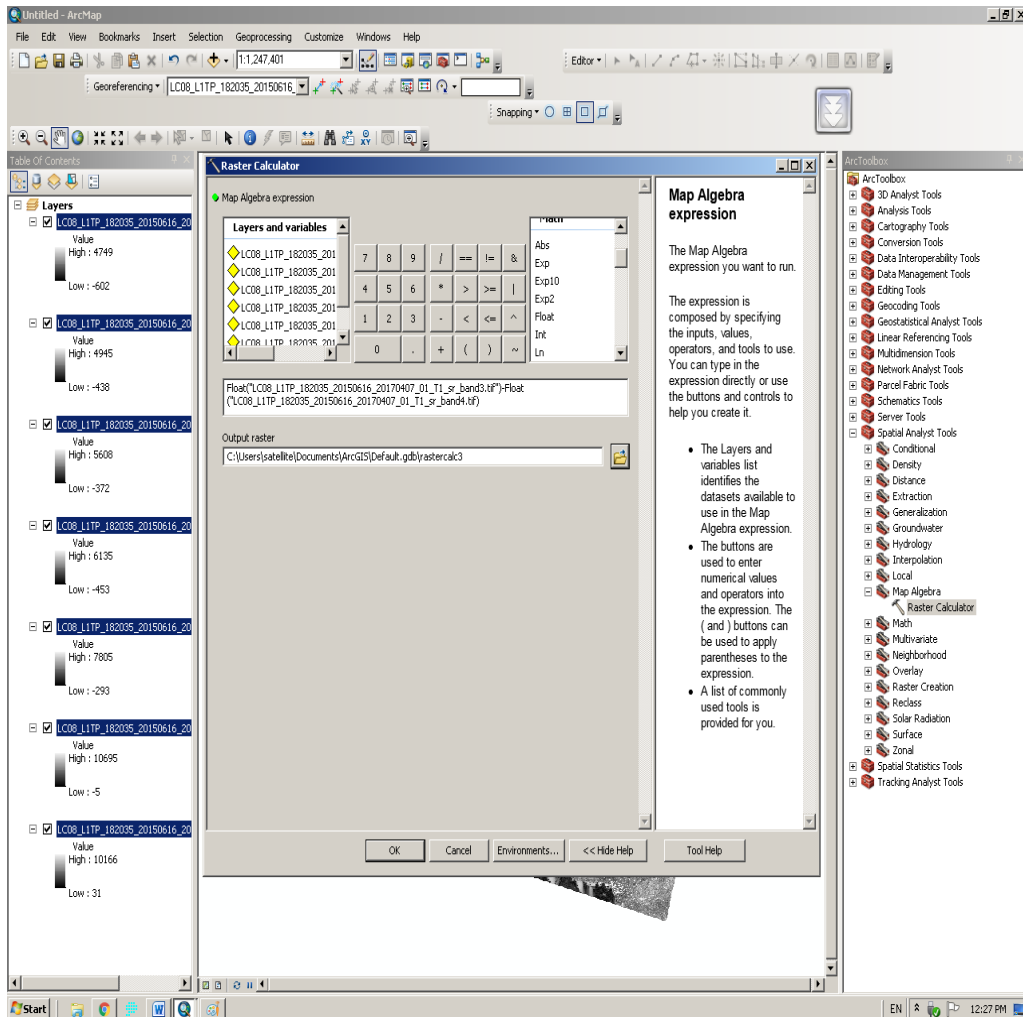 Untitled - ArcMap
File Edit View Bookmarks Insert Selection Geoprocessing Customize Windows Help
1:1,247,401
Editor
Georeferencing LC08_L1TP_182035_20150616_
Snapping
Table Of Contents
Layers
LC08_L1TP_182035_20150616_20
Value
High : 4749
Low : -602
LC08_L1TP_182035_20150616_20
Value
High : 4945
Low : -438
LC08_L1TP_182035_20150616_20
Value
High : 5608
Low : -372
LC08_L1TP_182035_20150616_20
Value
High : 6135
Low : -453
LC08_L1TP_182035_20150616_20
Value
High : 7805
Low : -293
LC08_L1TP_182035_20150616_20
Value
High : 10695
Low : -5
LC08_L1TP_182035_20150616_20
Value
High : 10166
Low : 31
Raster Calculator
Map Algebra expression
Layers and variables
LC08_L1TP_182035_201
LC08_L1TP_182035_201
LC08_L1TP_182035_201
LC08_L1TP_182035_201
LC08_L1TP_182035_201
LC08_L1TP_182035_201
7 8 9 / == != &
4 5 6 * > >= |
1 2 3 - < <= ^
0 . + ( ) ~
Math
Abs
Exp
Exp10
Exp2
Float
Int
Ln
Float("LC08_L1TP_182035_20150616_20170407_01_T1_sr_band3.tif")-Float
("LC08_L1TP_182035_20150616_20170407_01_T1_sr_band4.tif)
Output raster
C:\Users\satellite\Documents\ArcGIS\Default.gdb\rastercalc3
OK Cancel Environments... << Hide Help Tool Help
Map Algebra
expression
The Map Algebra
expression you want to run.
The expression is
composed by specifying
the inputs, values,
operators, and tools to use.
You can type in the
expression directly or use
the buttons and controls to
help you create it.
• The Layers and
variables list
identifies the
datasets available to
use in the Map
Algebra expression.
• The buttons are
used to enter
numerical values
and operators into
the expression. The
( and ) buttons can
be used to apply
parentheses to the
expression.
• A list of commonly
used tools is
provided for you.
ArcToolbox
ArcToolbox
3D Analyst Tools
Analysis Tools
Cartography Tools
Conversion Tools
Data Interoperability Tools
Data Management Tools
Editing Tools
Geocoding Tools
Geostatistical Analyst Tools
Linear Referencing Tools
Multidimension Tools
Network Analyst Tools
Parcel Fabric Tools
Schematics Tools
Server Tools
Spatial Analyst Tools
Conditional
Density
Distance
Extraction
Generalization
Groundwater
Hydrology
Interpolation
Local
Map Algebra
Raster Calculator
Math
Multivariate
Neighborhood
Overlay
Raster Creation
Reclass
Solar Radiation
Surface
Zonal
Spatial Statistics Tools
Tracking Analyst Tools
Start
EN 12:27 PM